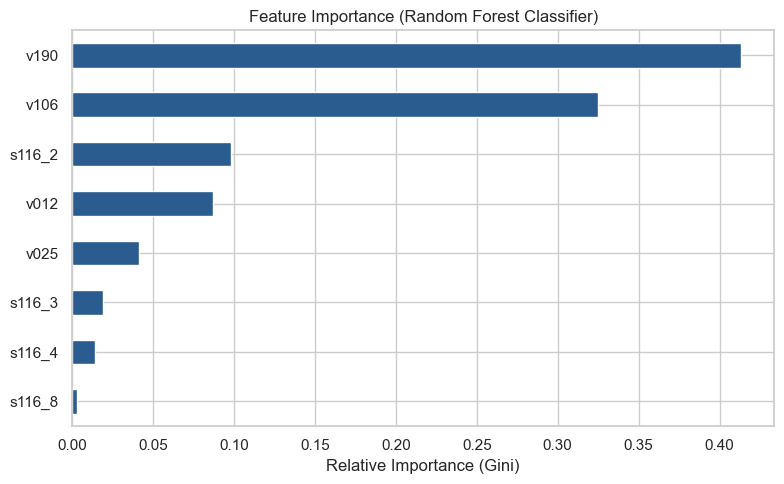 Feature Importance (Random Forest Classifier)
v190
v106
s116_2
v012
v025
s116_3
s116_4
s116_8
0.00 0.05 0.10 0.15 0.20 0.25 0.30 0.35 0.40
Relative Importance (Gini)